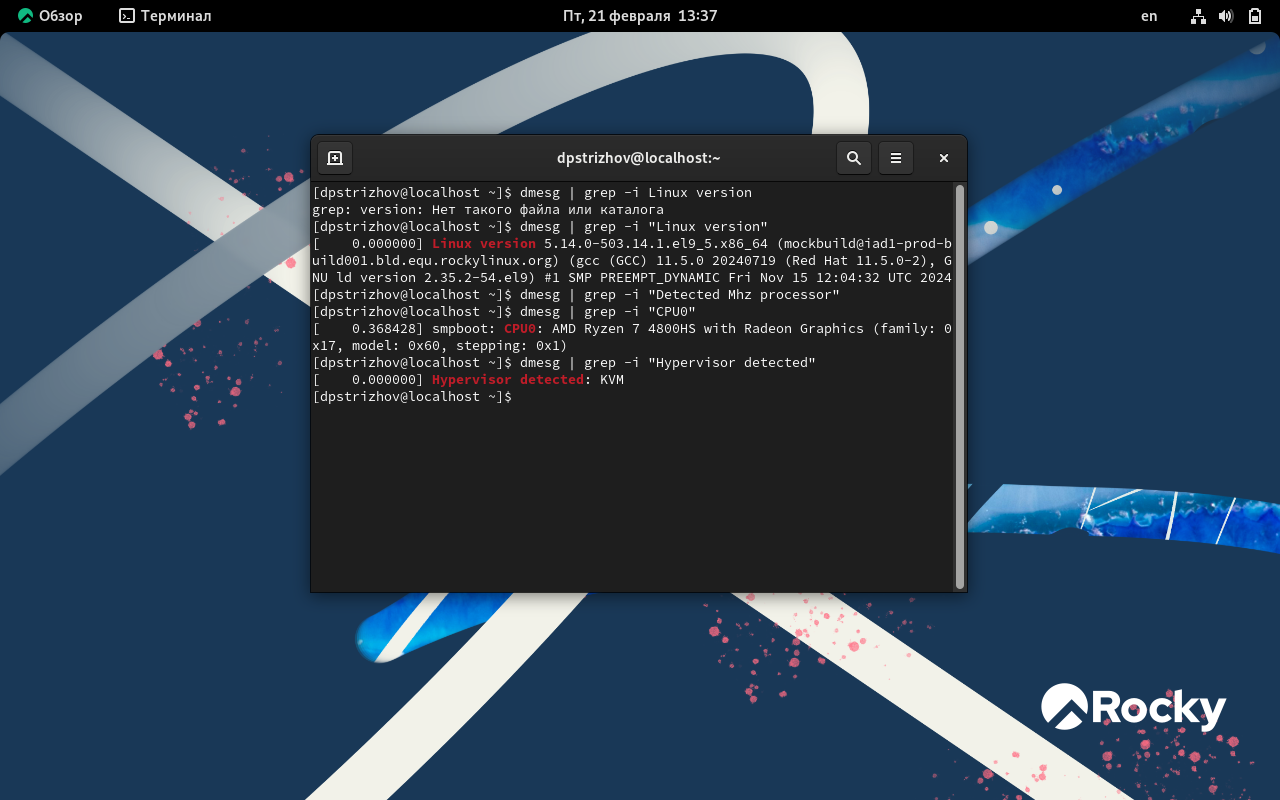 Обзор Терминал Пт, 21 февраля 13:37 en
dpstrizhov@localhost:~
[dpstrizhov@localhost ~]$ dmesg | grep -i Linux version
grep: version: Нет такого файла или каталога
[dpstrizhov@localhost ~]$ dmesg | grep -i "Linux version"
[    0.000000] Linux version 5.14.0-503.14.1.el9_5.x86_64 (mockbuild@iad1-prod-b
uild001.bld.equ.rockylinux.org) (gcc (GCC) 11.5.0 20240719 (Red Hat 11.5.0-2), G
NU ld version 2.35.2-54.el9) #1 SMP PREEMPT_DYNAMIC Fri Nov 15 12:04:32 UTC 2024
[dpstrizhov@localhost ~]$ dmesg | grep -i "Detected Mhz processor"
[dpstrizhov@localhost ~]$ dmesg | grep -i "CPU0"
[    0.368428] smpboot: CPU0: AMD Ryzen 7 4800HS with Radeon Graphics (family: 0
x17, model: 0x60, stepping: 0x1)
[dpstrizhov@localhost ~]$ dmesg | grep -i "Hypervisor detected"
[    0.000000] Hypervisor detected: KVM
[dpstrizhov@localhost ~]$
Rocky